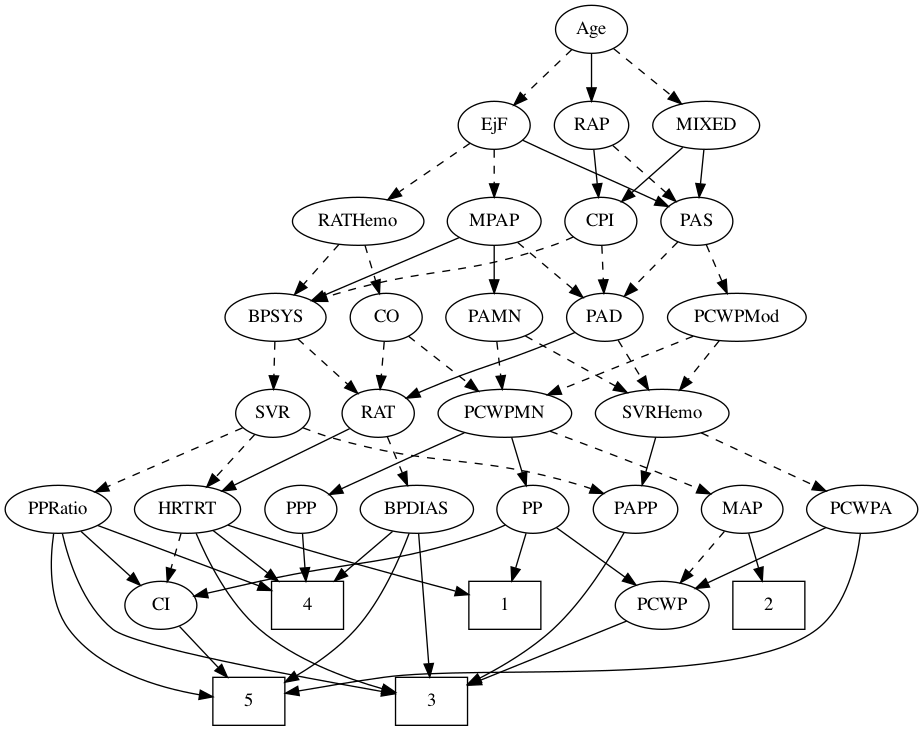 Age
EjF
RAP
MIXED
RATHemo
MPAP
CPI
PAS
BPSYS
CO
PAMN
PAD
PCWPMod
SVR
RAT
PCWPMN
SVRHemo
PPRatio
HRTRT
PPP
BPDIAS
PP
PAPP
MAP
PCWPA
CI
4
1
PCWP
2
5
3